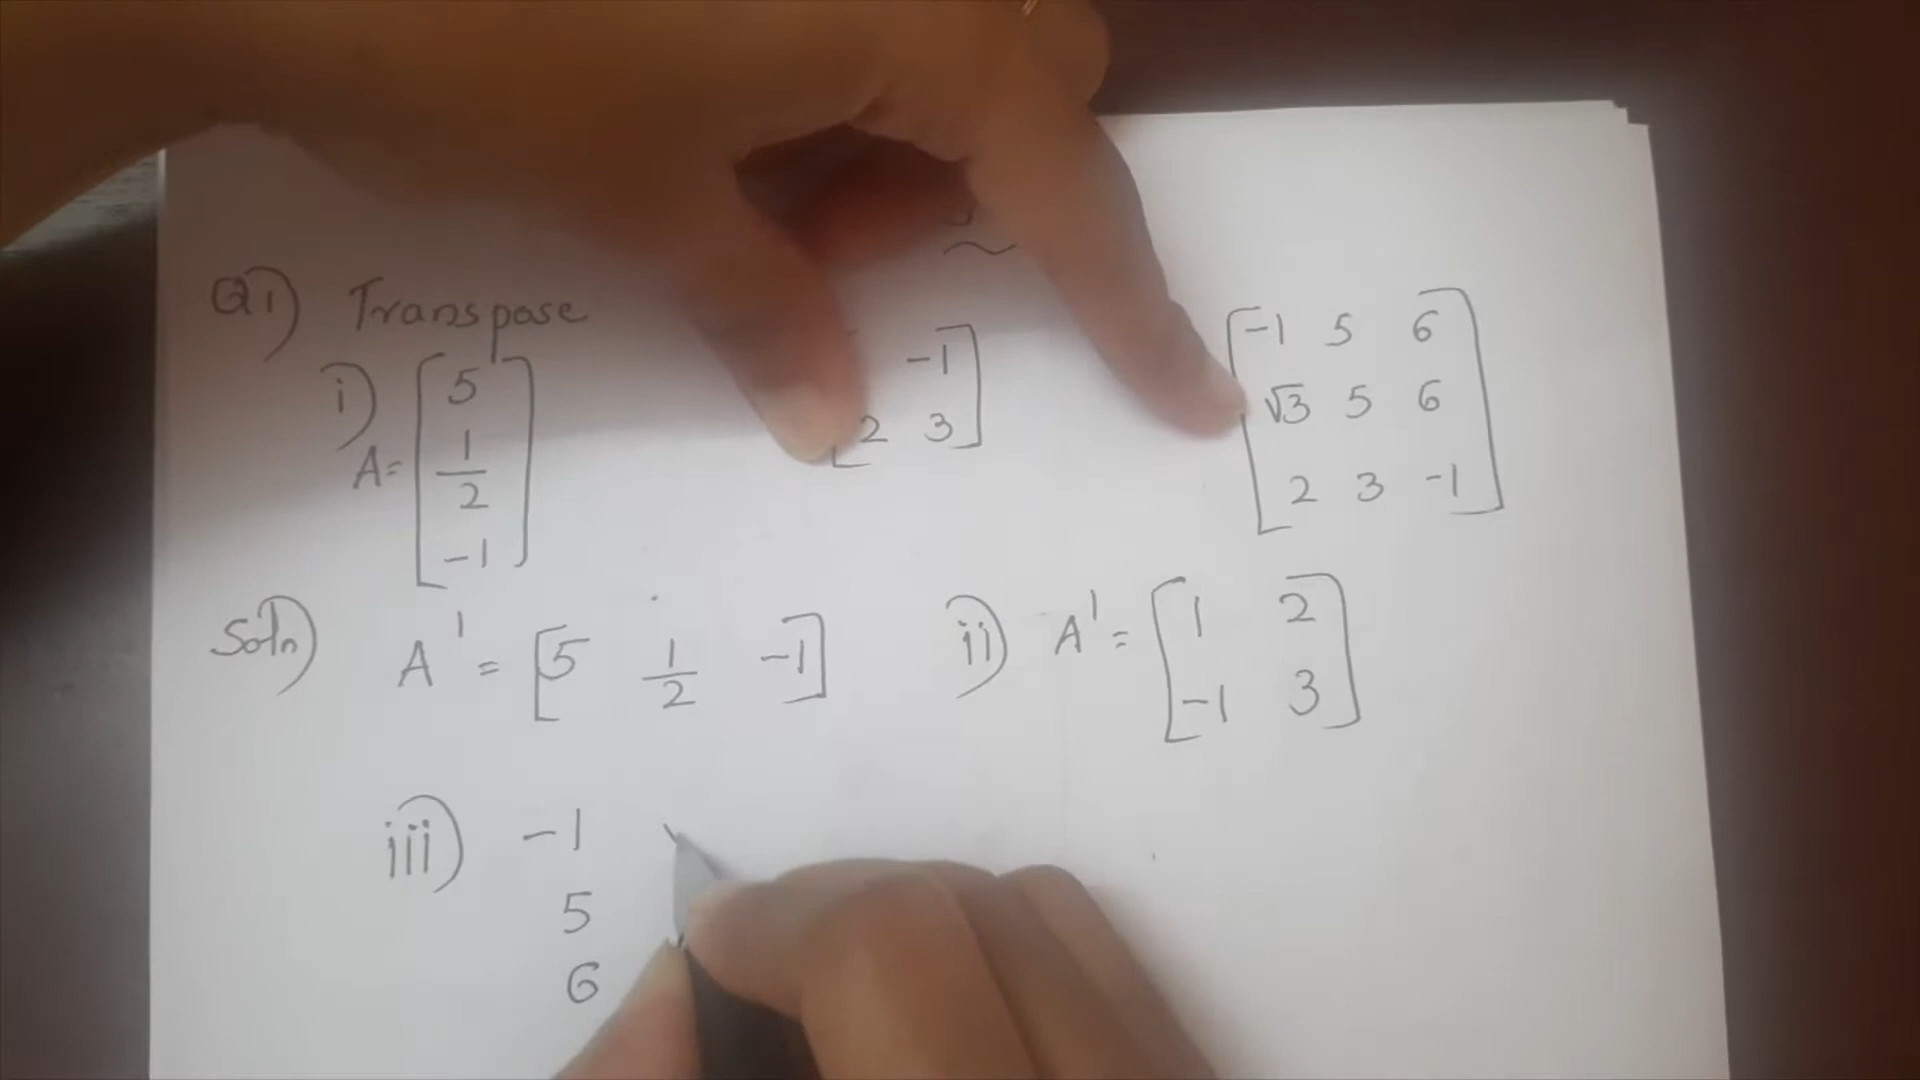 Q1) Transpose
i) A = [5 1/2 -1]
-1
2 3
-1 5 6
√3 5 6
2 3 -1
Soln) A' = [5 1/2 -1]
ii) A' = [1 2
-1 3]
iii) -1
5
6